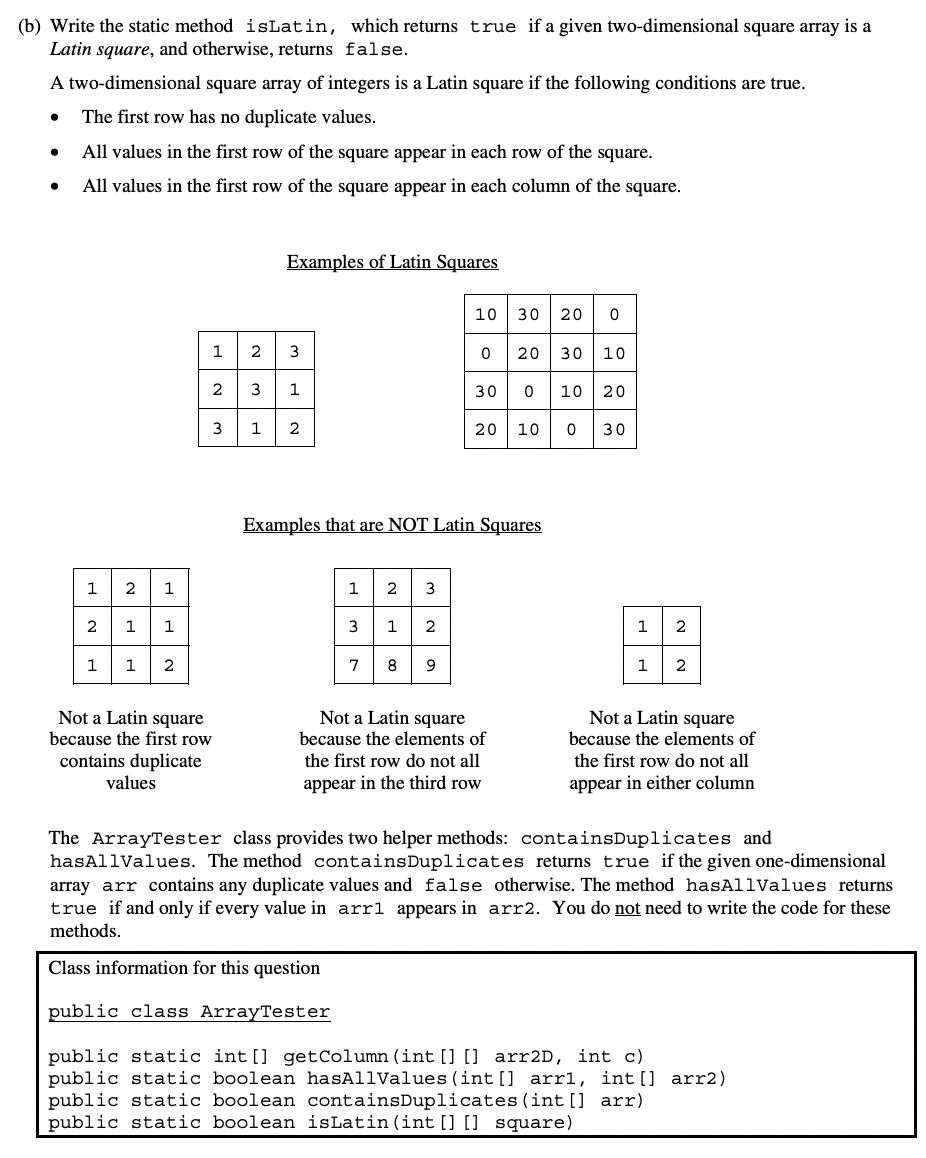 (b) Write the static method isLatin, which returns true if a given two-dimensional square array is a
Latin square, and otherwise, returns false.
A two-dimensional square array of integers is a Latin square if the following conditions are true.
• The first row has no duplicate values.
• All values in the first row of the square appear in each row of the square.
• All values in the first row of the square appear in each column of the square.
Examples of Latin Squares
1 2 3
2 3 1
3 1 2
10 30 20 0
0 20 30 10
30 0 10 20
20 10 0 30
Examples that are NOT Latin Squares
1 2 1
2 1 1
1 1 2
Not a Latin square
because the first row
contains duplicate
values
1 2 3
3 1 2
7 8 9
Not a Latin square
because the elements of
the first row do not all
appear in the third row
1 2
1 2
Not a Latin square
because the elements of
the first row do not all
appear in either column
The ArrayTester class provides two helper methods: containsDuplicates and
hasAllValues. The method containsDuplicates returns true if the given one-dimensional
array arr contains any duplicate values and false otherwise. The method hasAllValues returns
true if and only if every value in arr1 appears in arr2. You do not need to write the code for these
methods.
Class information for this question
public class ArrayTester
public static int[] getColumn(int[][] arr2D, int c)
public static boolean hasAllValues(int[] arr1, int[] arr2)
public static boolean containsDuplicates(int[] arr)
public static boolean isLatin(int[][] square)